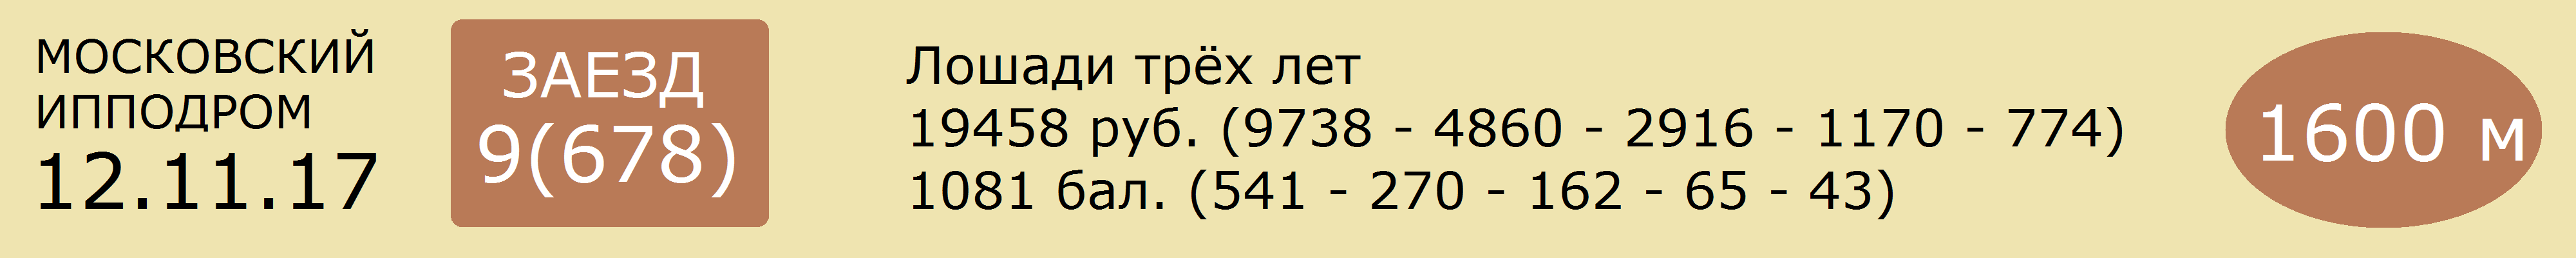 МОСКОВСКИЙ
ИППОДРОМ
12.11.17
ЗАЕЗД
9(678)
Лошади трёх лет
19458 руб. (9738 - 4860 - 2916 - 1170 - 774)
1081 бал. (541 - 270 - 162 - 65 - 43)
1600 м